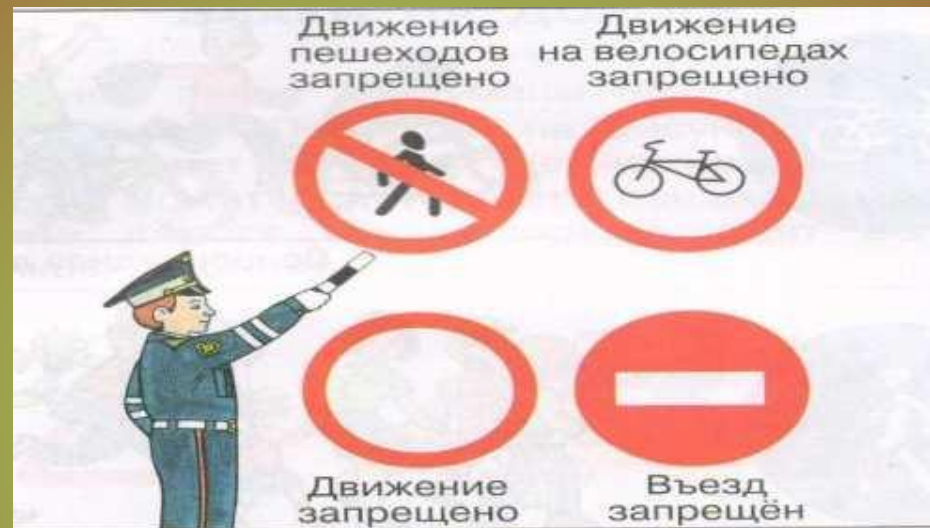 Движение
пешеходов
запрещено
Движение
на велосипедах
запрещено
Движение
запрещено
Въезд
запрещён